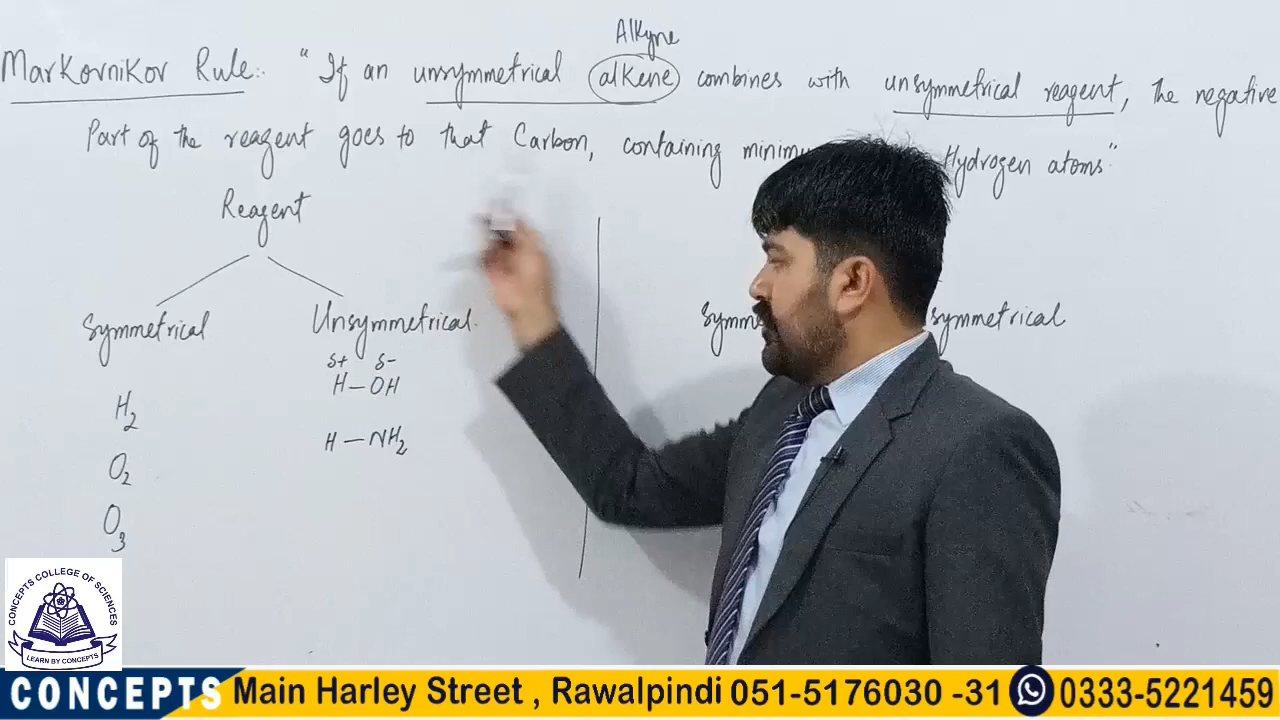 Alkyne
Markovnikov Rule:. "If an unsymmetrical alkene combines with unsymmetrical reagent, the negative
Part of the reagent goes to that Carbon, containing Hydrogen atoms"
Reagent
Symmetrical Unsymmetrical.
symmetrical
δ+ δ-
H-OH
H2
H-NH2
O2
O3
CONCEPTS COLLEGE OF SCIENCES
LEARN BY CONCEPTS
CONCEPTS Main Harley Street , Rawalpindi 051-5176030 -31 0333-5221459